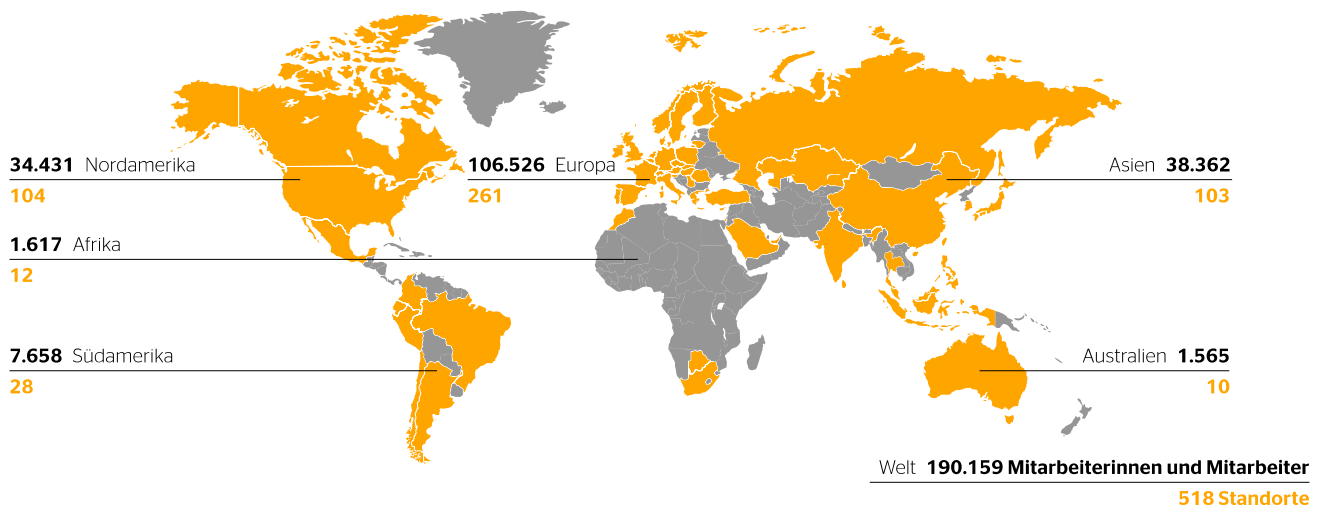 34.431 Nordamerika
104
106.526 Europa
261
Asien 38.362
103
1.617 Afrika
12
7.658 Südamerika
28
Australien 1.565
10
Welt 190.159 Mitarbeiterinnen und Mitarbeiter
518 Standorte